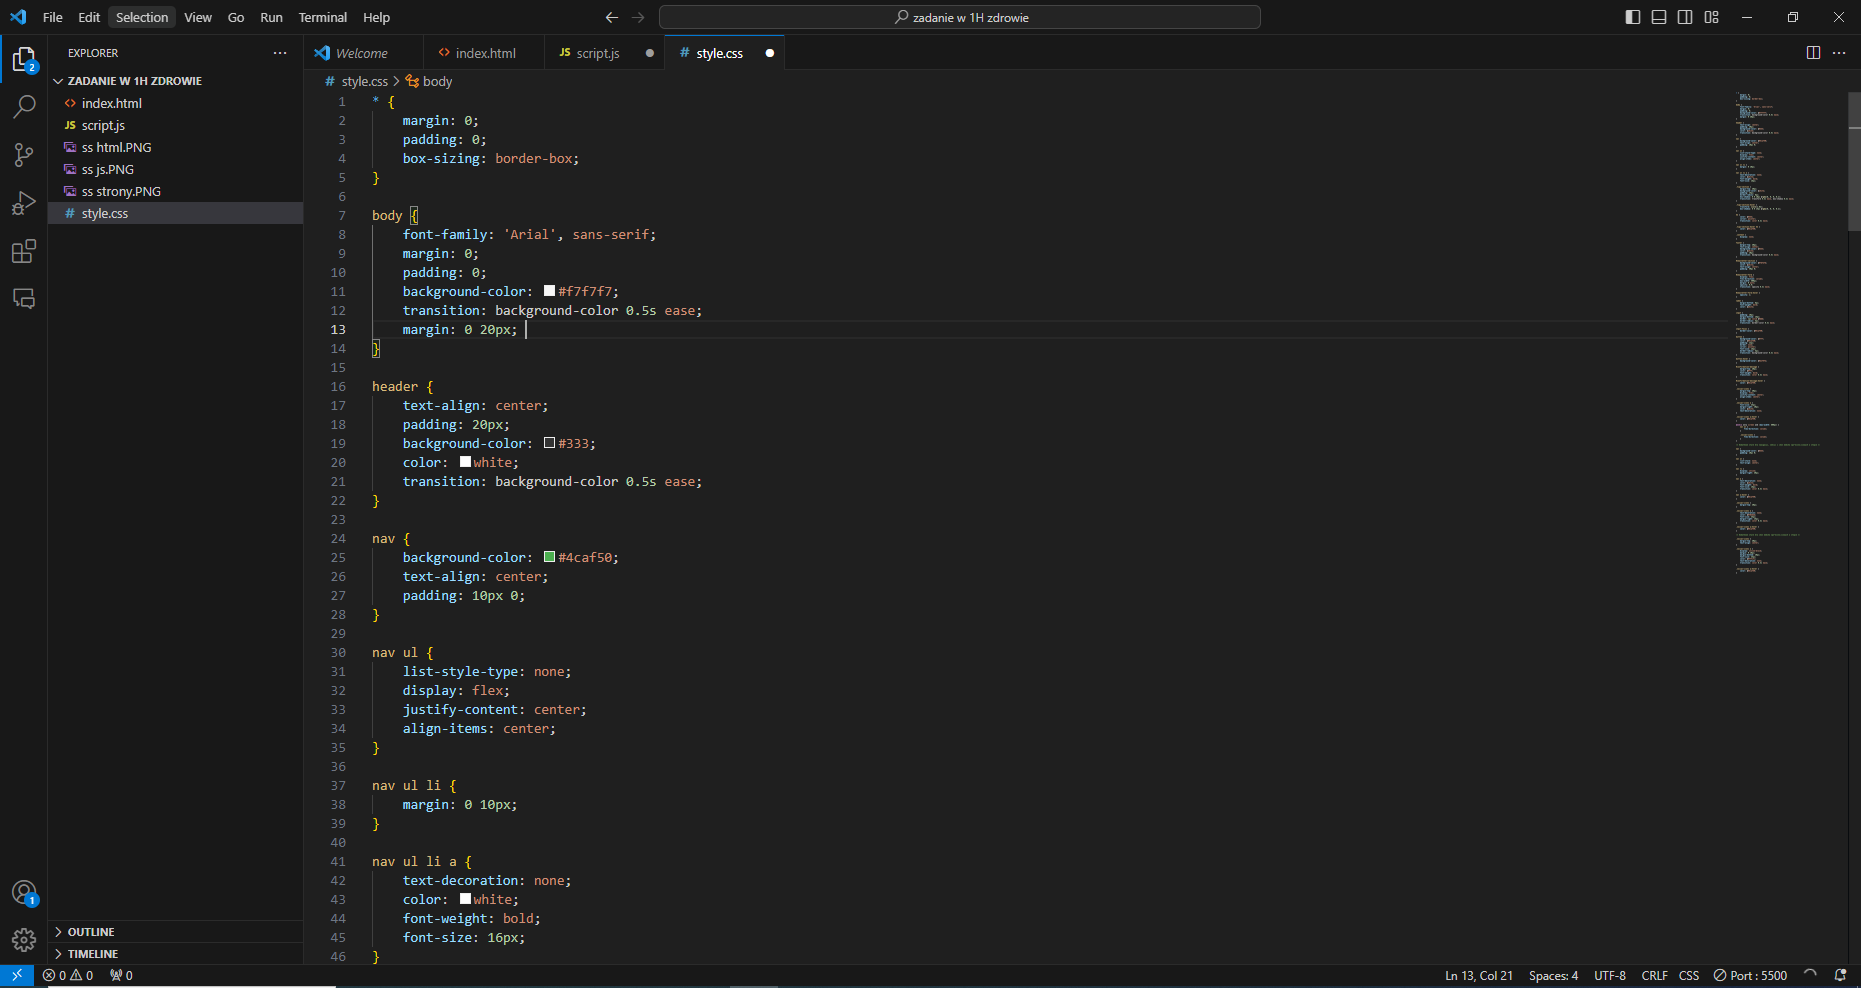 File Edit Selection View Go Run Terminal Help
zadanie w 1H zdrowie
EXPLORER
ZADANIE W 1H ZDROWIE
index.html
JS script.js
ss html.PNG
ss js.PNG
ss strony.PNG
# style.css
OUTLINE
TIMELINE
2
1
Welcome <> index.html JS script.js # style.css
# style.css > body
1 * {
2 margin: 0;
3 padding: 0;
4 box-sizing: border-box;
5 }
6
7 body {
8 font-family: 'Arial', sans-serif;
9 margin: 0;
10 padding: 0;
11 background-color: #f7f7f7;
12 transition: background-color 0.5s ease;
13 margin: 0 20px;
14 }
15
16 header {
17 text-align: center;
18 padding: 20px;
19 background-color: #333;
20 color: white;
21 transition: background-color 0.5s ease;
22 }
23
24 nav {
25 background-color: #4caf50;
26 text-align: center;
27 padding: 10px 0;
28 }
29
30 nav ul {
31 list-style-type: none;
32 display: flex;
33 justify-content: center;
34 align-items: center;
35 }
36
37 nav ul li {
38 margin: 0 10px;
39 }
40
41 nav ul li a {
42 text-decoration: none;
43 color: white;
44 font-weight: bold;
45 font-size: 16px;
46 }
0 0 0
Ln 13, Col 21 Spaces: 4 UTF-8 CRLF CSS Port : 5500